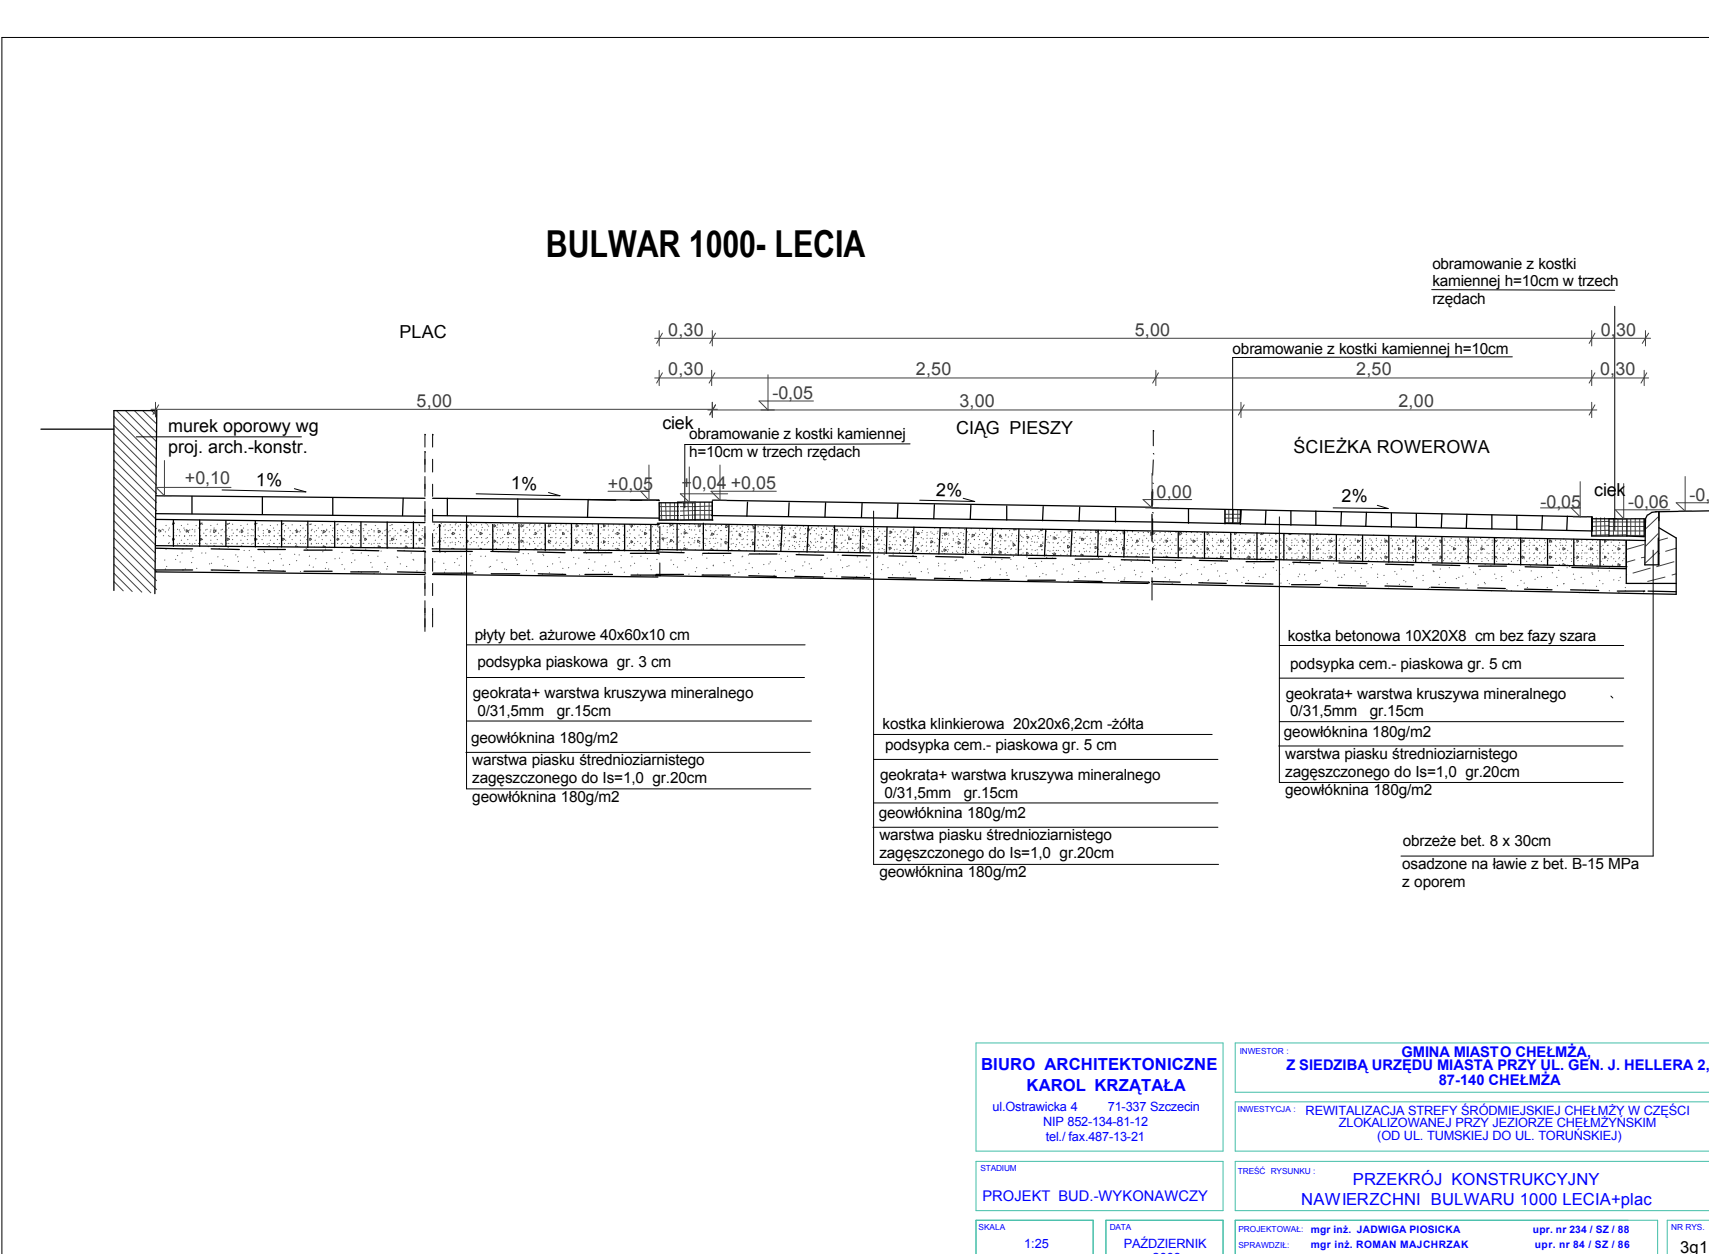 BULWAR 1000- LECIA
obramowanie z kostki
kamiennej h=10cm w trzech
rzędach
PLAC
0,30
5,00
0,30
obramowanie z kostki kamiennej h=10cm
0,30
2,50
2,50
0,30
5,00
-0,05
3,00
2,00
murek oporowy wg
proj. arch.-konstr.
ciek
obramowanie z kostki kamiennej
h=10cm w trzech rzędach
CIĄG PIESZY
ŚCIEŻKA ROWEROWA
+0,10
1%
1%
+0,05
+0,04
+0,05
2%
0,00
2%
-0,05
ciek
-0,06
płyty bet. ażurowe 40x60x10 cm
podsypka piaskowa gr. 3 cm
geokrata+ warstwa kruszywa mineralnego
0/31,5mm gr.15cm
geowłóknina 180g/m2
warstwa piasku śtrednioziarnistego
zagęszczonego do Is=1,0 gr.20cm
geowłóknina 180g/m2
kostka klinkierowa 20x20x6,2cm -żółta
podsypka cem.- piaskowa gr. 5 cm
geokrata+ warstwa kruszywa mineralnego
0/31,5mm gr.15cm
geowłóknina 180g/m2
warstwa piasku śtrednioziarnistego
zagęszczonego do Is=1,0 gr.20cm
geowłóknina 180g/m2
kostka betonowa 10X20X8 cm bez fazy szara
podsypka cem.- piaskowa gr. 5 cm
geokrata+ warstwa kruszywa mineralnego
0/31,5mm gr.15cm
geowłóknina 180g/m2
warstwa piasku śtrednioziarnistego
zagęszczonego do Is=1,0 gr.20cm
geowłóknina 180g/m2
obrzeże bet. 8 x 30cm
osadzone na ławie z bet. B-15 MPa
z oporem
BIURO ARCHITEKTONICZNE
KAROL KRZĄTAŁA
ul.Ostrawicka 4 71-337 Szczecin
NIP 852-134-81-12
tel./ fax.487-13-21
INWESTOR :
GMINA MIASTO CHEŁMŻA,
Z SIEDZIBĄ URZĘDU MIASTA PRZY UL. GEN. J. HELLERA 2,
87-140 CHEŁMŻA
INWESTYCJA : REWITALIZACJA STREFY ŚRÓDMIEJSKIEJ CHEŁMŻY W CZĘŚCI
ZLOKALIZOWANEJ PRZY JEZIORZE CHEŁMŻYŃSKIM
(OD UL. TUMSKIEJ DO UL. TORUŃSKIEJ)
STADIUM
PROJEKT BUD.-WYKONAWCZY
TREŚĆ RYSUNKU :
PRZEKRÓJ KONSTRUKCYJNY
NAWIERZCHNI BULWARU 1000 LECIA+plac
SKALA
1:25
DATA
PAŹDZIERNIK
PROJEKTOWAŁ: mgr inż. JADWIGA PIOSICKA upr. nr 234 / SZ / 88
SPRAWDZIŁ: mgr inż. ROMAN MAJCHRZAK upr. nr 84 / SZ / 86
NR RYS.
3g1